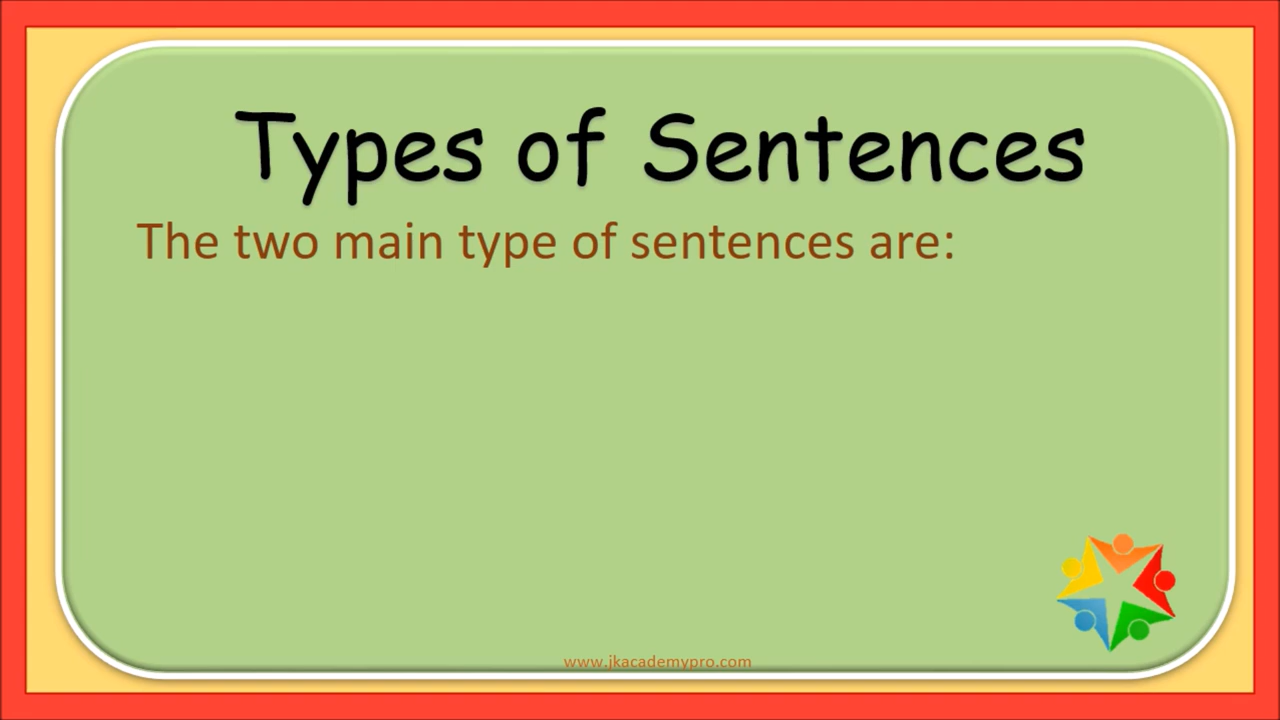 Types of Sentences
The two main type of sentences are:
www.jkacademypro.com